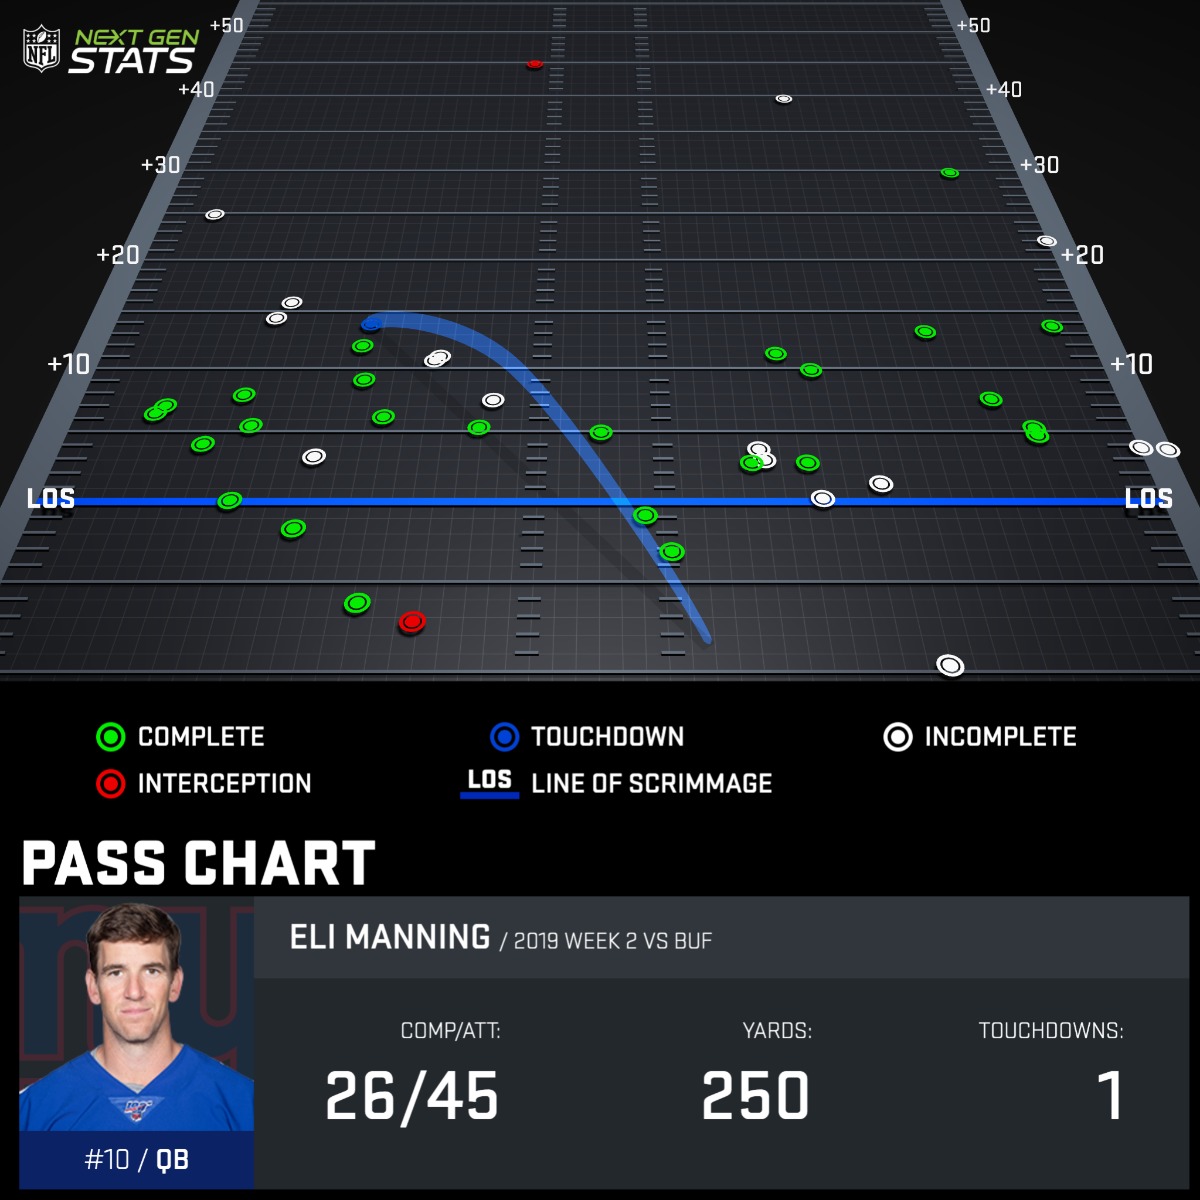 NFL NEXT GEN STATS
+50 +50
+40 +40
+30 +30
+20 +20
+10 +10
LOS LOS
COMPLETE TOUCHDOWN INCOMPLETE
INTERCEPTION LOS LINE OF SCRIMMAGE
PASS CHART
ELI MANNING / 2019 WEEK 2 VS BUF
COMP/ATT: YARDS: TOUCHDOWNS:
26/45 250 1
#10 / QB